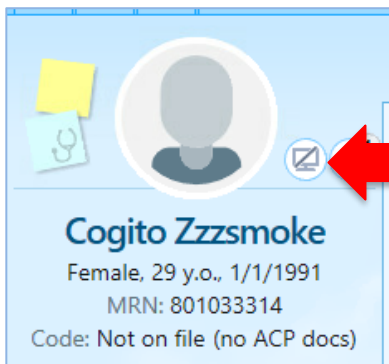 Cogito Zzzsmoke
Female, 29 y.o., 1/1/1991
MRN: 801033314
Code: Not on file (no ACP docs)